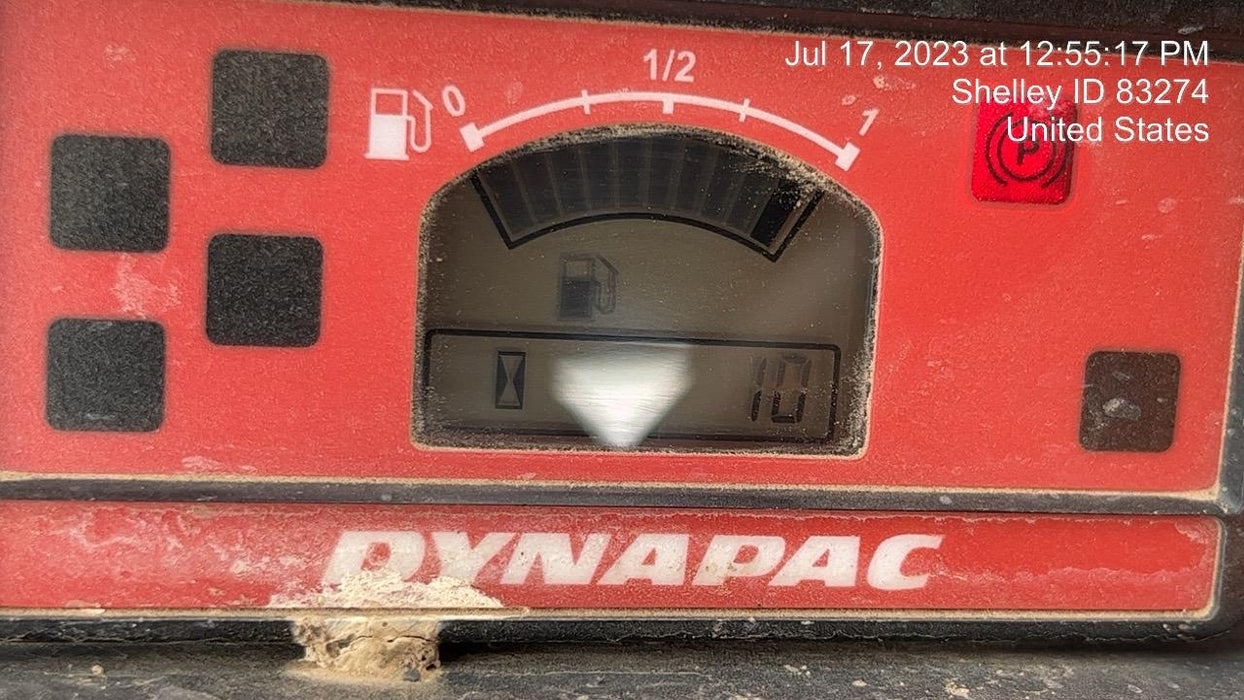 Jul 17, 2023 at 12:55:17 PM
Shelley ID 83274
United States
0 1/2 1
P
10
DYNAPAC